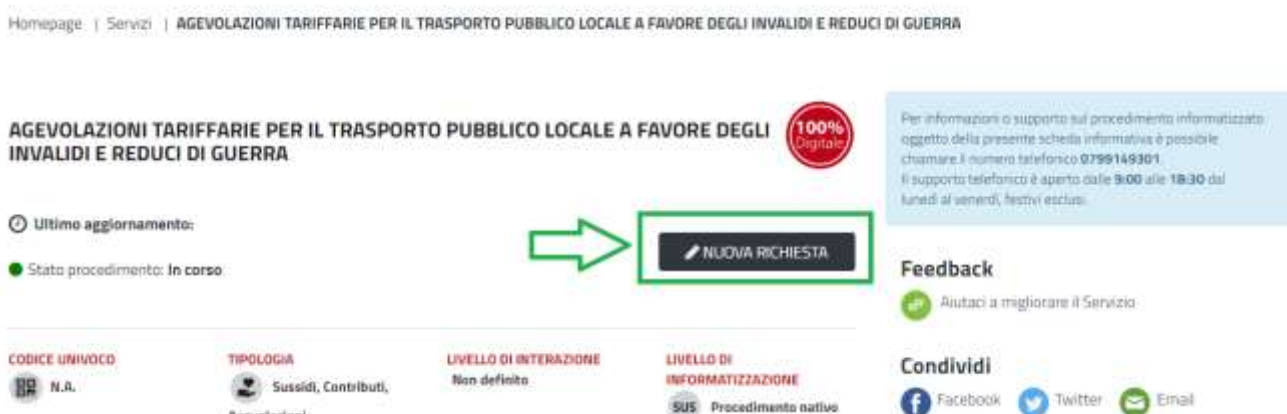 Homepage | Servizi | AGEVOLAZIONI TARIFFARIE PER IL TRASPORTO PUBBLICO LOCALE A FAVORE DEGLI INVALIDI E REDUCI DI GUERRA
AGEVOLAZIONI TARIFFARIE PER IL TRASPORTO PUBBLICO LOCALE A FAVORE DEGLI
INVALIDI E REDUCI DI GUERRA
100%
Digitale
Ultimo aggiornamento:
Stato procedimento: In corso
NUOVA RICHIESTA
CODICE UNIVOCO
N.A.
TIPOLOGIA
Sussidi, Contributi,
Agevolazioni
LIVELLO DI INTERAZIONE
Non definito
LIVELLO DI
INFORMATIZZAZIONE
SUS Procedimento nativo
Per informazioni o supporto sul procedimento informatizzato
oggetto della presente scheda informativa è possibile
chiamare il numero telefonico 0799149301.
Il supporto telefonico è aperto dalle 9:00 alle 18:30 dal
lunedì al venerdì, festivi esclusi.
Feedback
Aiutaci a migliorare il Servizio
Condividi
Facebook Twitter Email